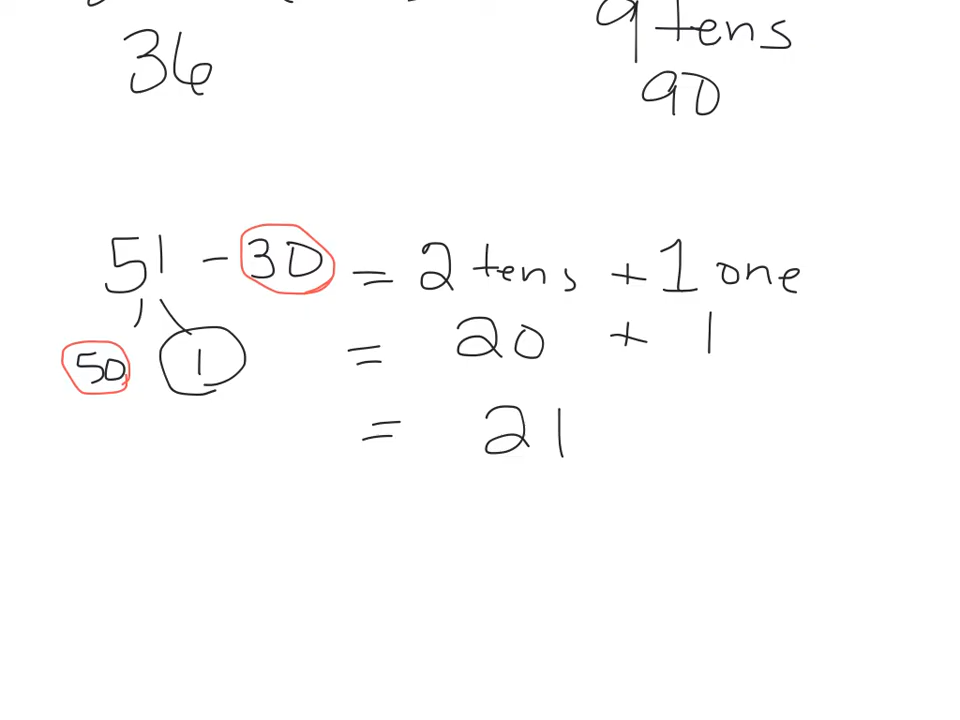 9 tens
36
90
51 - 30 = 2 tens + 1 one
50 1 = 20 + 1
= 21